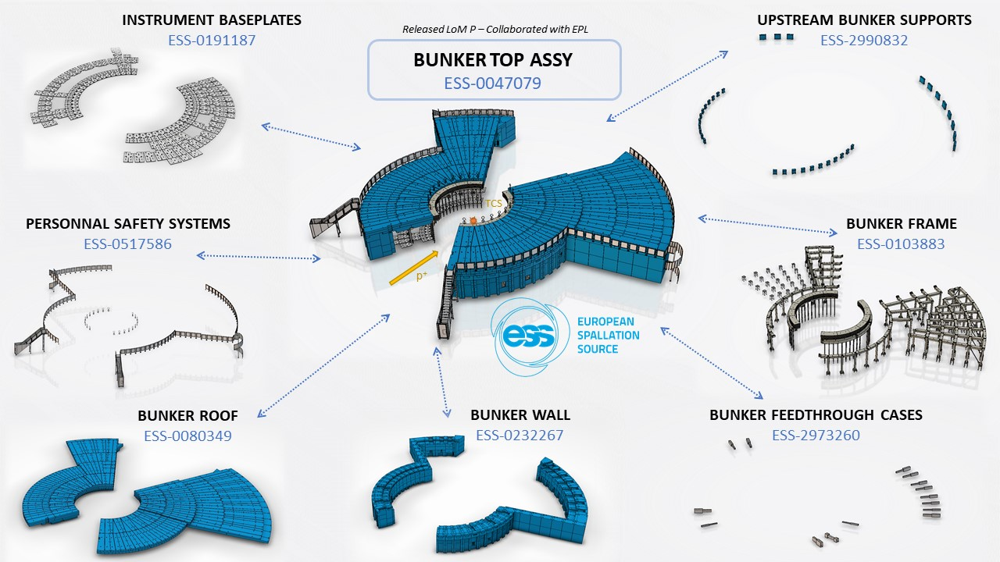 INSTRUMENT BASEPLATES
ESS-0191187
Released LoM P – Collaborated with EPL
BUNKER TOP ASSY
ESS-0047079
UPSTREAM BUNKER SUPPORTS
ESS-2990832
PERSONNAL SAFETY SYSTEMS
ESS-0517586
TCS
p⁺
BUNKER FRAME
ESS-0103883
ess
EUROPEAN
SPALLATION
SOURCE
BUNKER ROOF
ESS-0080349
BUNKER WALL
ESS-0232267
BUNKER FEEDTHROUGH CASES
ESS-2973260